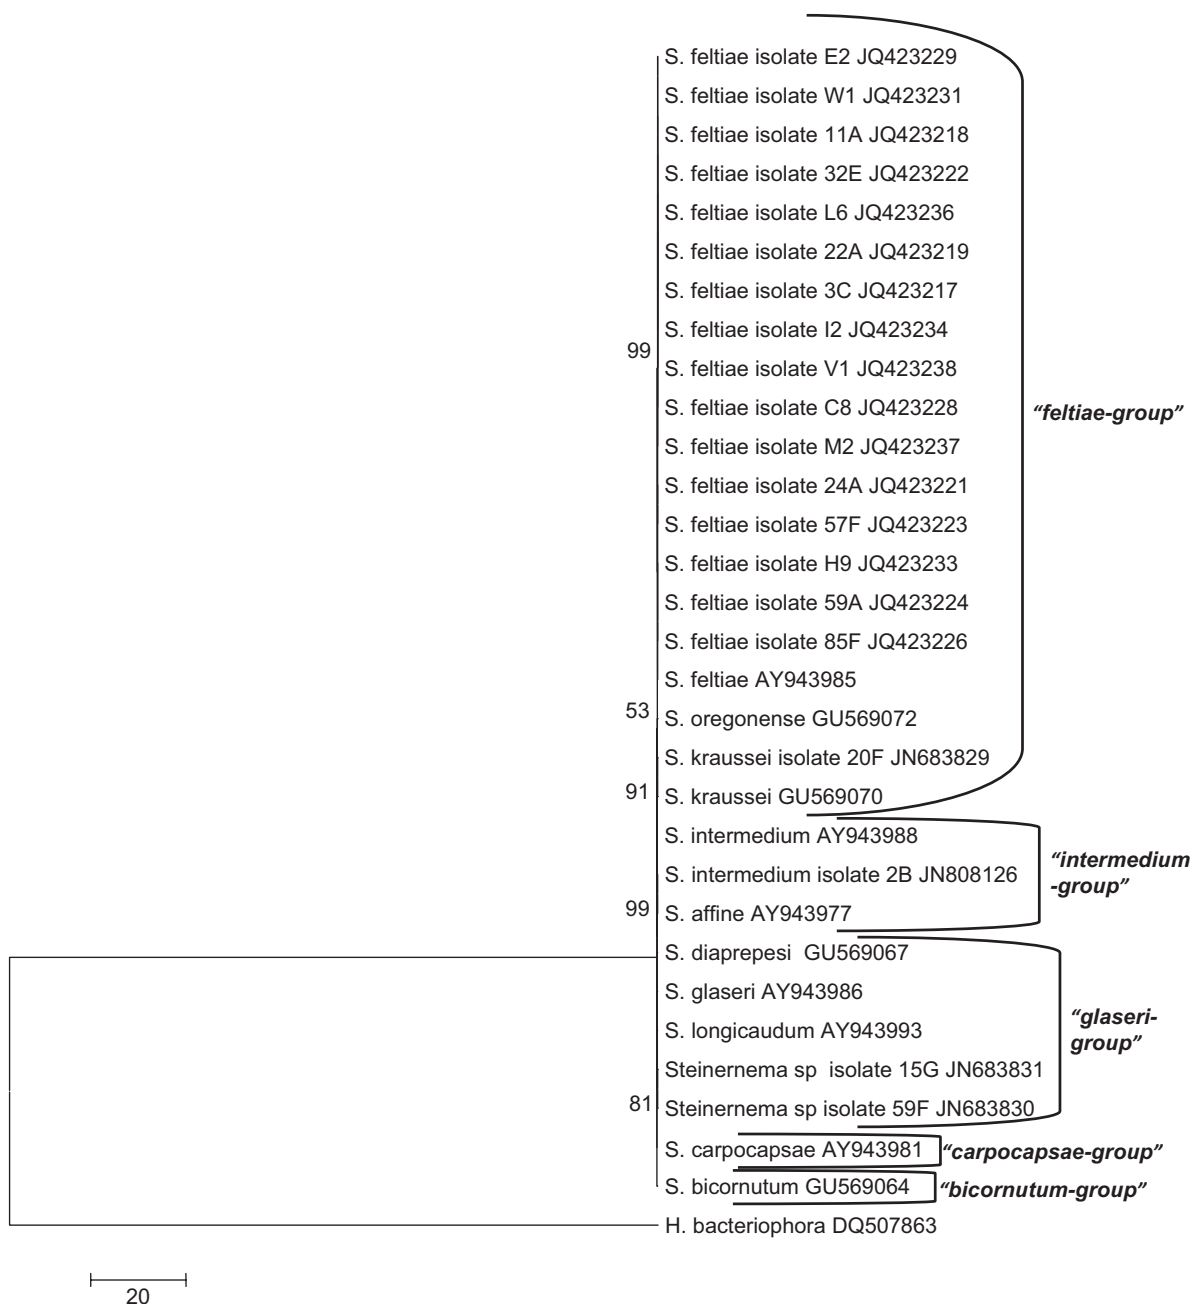 S. feltiae isolate E2 JQ423229
S. feltiae isolate W1 JQ423231
S. feltiae isolate 11A JQ423218
S. feltiae isolate 32E JQ423222
S. feltiae isolate L6 JQ423236
S. feltiae isolate 22A JQ423219
S. feltiae isolate 3C JQ423217
S. feltiae isolate I2 JQ423234
99
S. feltiae isolate V1 JQ423238
S. feltiae isolate C8 JQ423228
“feltiae-group”
S. feltiae isolate M2 JQ423237
S. feltiae isolate 24A JQ423221
S. feltiae isolate 57F JQ423223
S. feltiae isolate H9 JQ423233
S. feltiae isolate 59A JQ423224
S. feltiae isolate 85F JQ423226
S. feltiae AY943985
53
S. oregonense GU569072
S. kraussei isolate 20F JN683829
91
S. kraussei GU569070
S. intermedium AY943988
“intermedium
-group”
S. intermedium isolate 2B JN808126
99
S. affine AY943977
S. diaprepesi GU569067
S. glaseri AY943986
“glaseri-
group”
S. longicaudum AY943993
Steinernema sp isolate 15G JN683831
81
Steinernema sp isolate 59F JN683830
S. carpocapsae AY943981
“carpocapsae-group”
S. bicornutum GU569064
“bicornutum-group”
H. bacteriophora DQ507863
20